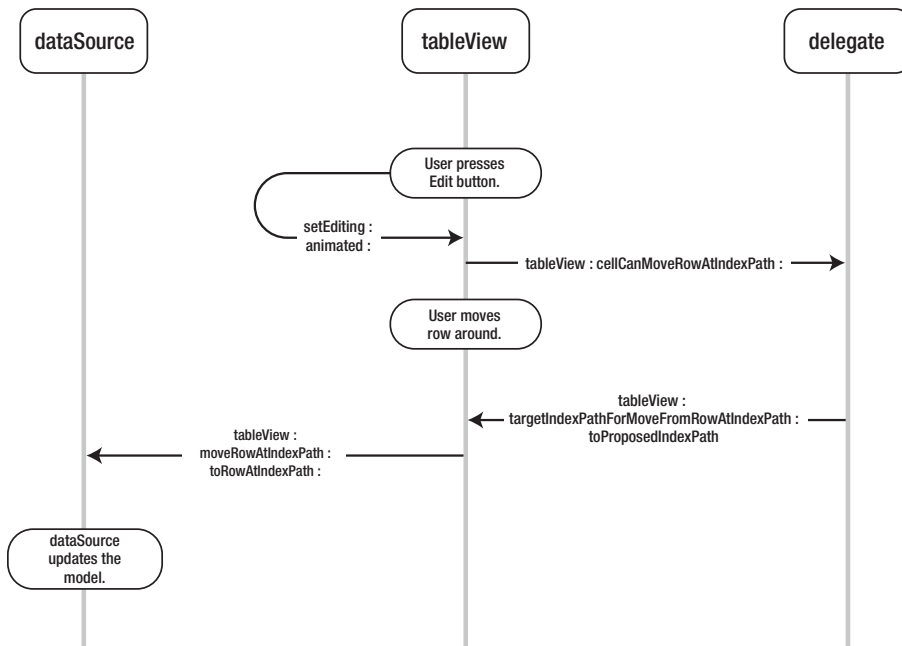 dataSource
tableView
delegate
User presses
Edit button.
setEditing :
animated :
tableView : cellCanMoveRowAtIndexPath :
User moves
row around.
tableView :
targetIndexPathForMoveFromRowAtIndexPath :
toProposedIndexPath
tableView :
moveRowAtIndexPath :
toRowAtIndexPath :
dataSource
updates the
model.